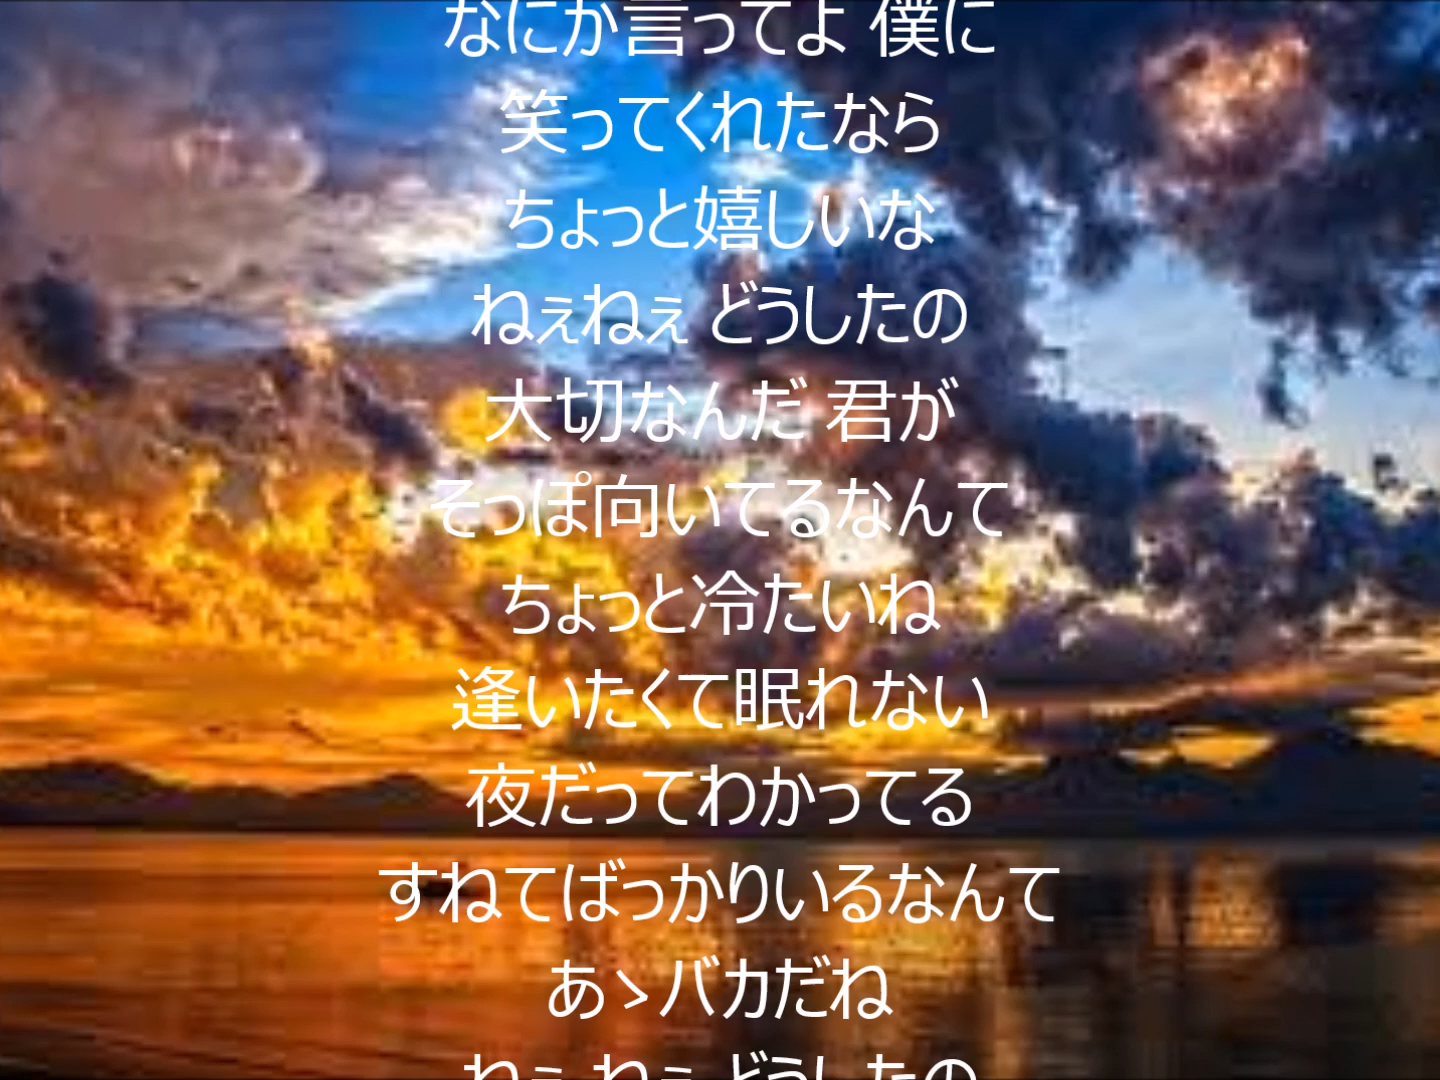 なにか言ってよ 僕に
笑ってくれたなら
ちょっと嬉しいな
ねぇねぇ どうしたの
大切なんだ 君が
そっぽ向いてるなんて
ちょっと冷たいね
逢いたくて眠れない
夜だってわかってる
すねてばっかりいるなんて
あゝバカだね
ねぇねぇ どうしたの